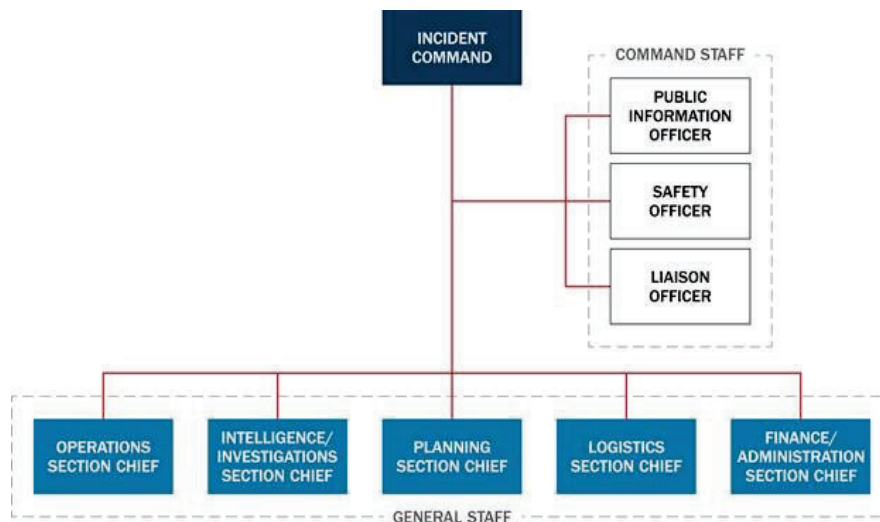 INCIDENT
COMMAND
COMMAND STAFF
PUBLIC
INFORMATION
OFFICER
SAFETY
OFFICER
LIAISON
OFFICER
OPERATIONS
SECTION CHIEF
INTELLIGENCE/
INVESTIGATIONS
SECTION CHIEF
PLANNING
SECTION CHIEF
LOGISTICS
SECTION CHIEF
FINANCE/
ADMINISTRATION
SECTION CHIEF
GENERAL STAFF